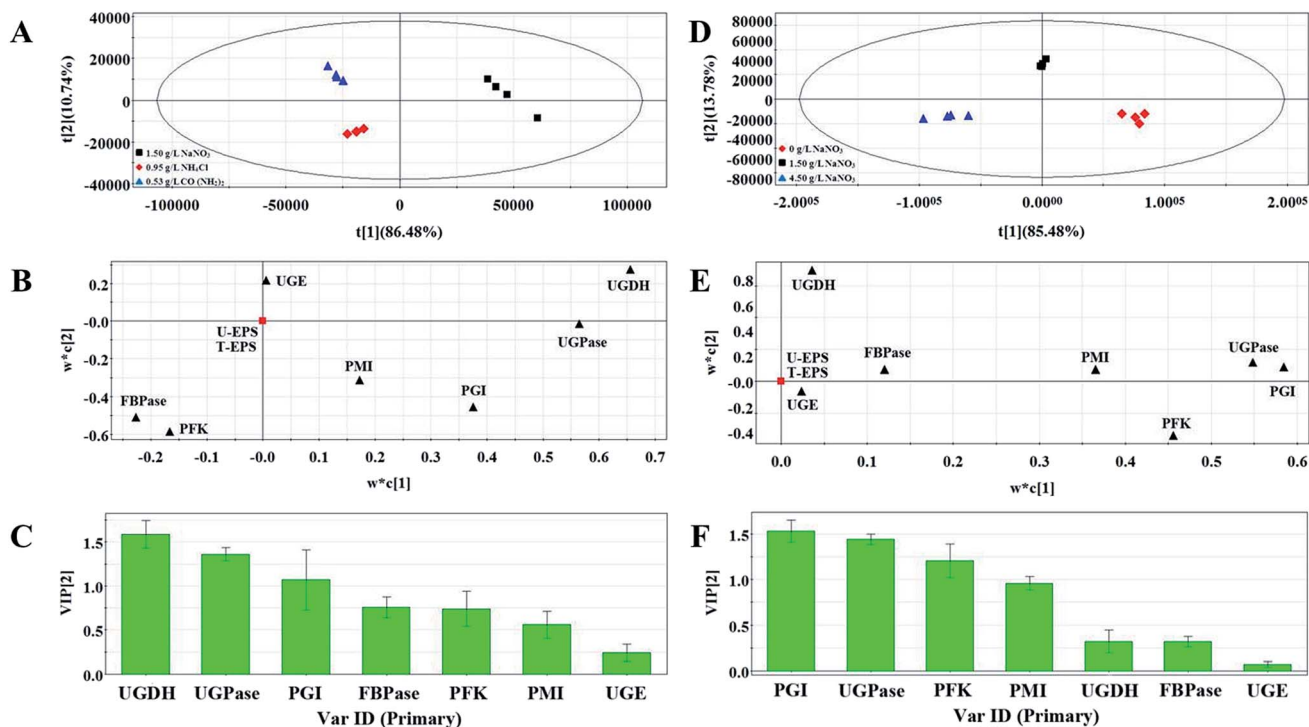 A
40000
20000
0
-20000
-40000
t[2](10.74%)
1.50 g/L NaNO₃
0.95 g/L NH₄Cl
0.53 g/L CO (NH₂)₂
-100000 -50000 0 50000 100000
t[1](86.48%)
D
80000
60000
40000
20000
0
-20000
-40000
-60000
-80000
t[2](13.78%)
0 g/L NaNO₃
1.50 g/L NaNO₃
4.50 g/L NaNO₃
-2.0⁰⁰⁵ -1.0⁰⁰⁵ 0.0⁰⁰⁰ 1.0⁰⁰⁵ 2.0⁰⁰⁵
t[1](85.48%)
B
0.2
-0.0
-0.2
-0.4
-0.6
w*c[2]
UGE
UGDH
U-EPS
T-EPS
UGPase
PMI
PGI
FBPase
PFK
-0.2 -0.1 -0.0 0.1 0.2 0.3 0.4 0.5 0.6 0.7
w*c[1]
E
0.8
0.4
0.4
0.2
-0.0
-0.2
-0.4
w*c[2]
UGDH
U-EPS
T-EPS
FBPase
PMI
UGPase
PGI
UGE
PFK
0.0 0.1 0.2 0.3 0.4 0.5 0.6
w*c[1]
C
1.5
1.0
0.5
0.0
VIP[2]
UGDH UGPase PGI FBPase PFK PMI UGE
Var ID (Primary)
F
1.5
1.0
0.5
0.0
VIP[2]
PGI UGPase PFK PMI UGDH FBPase UGE
Var ID (Primary)